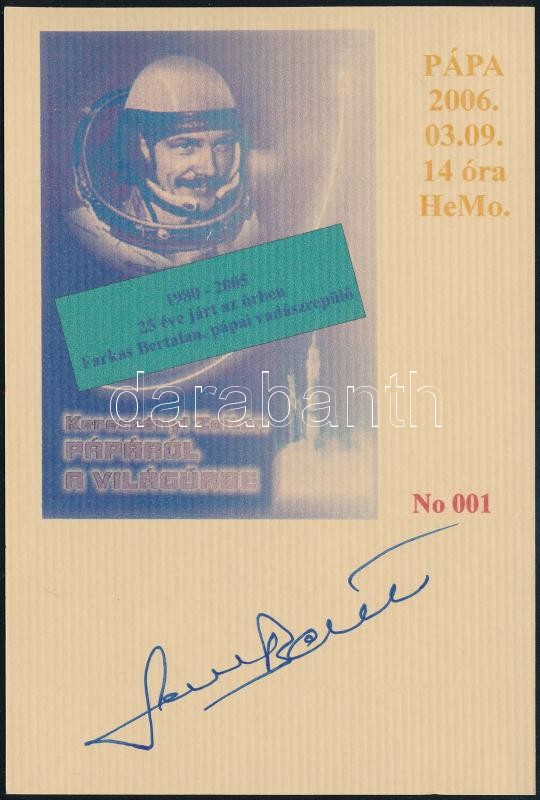 PÁPA
2006.
03.09.
14 óra
HeMo.
1980 - 2005
25 éve járt az űrben
Farkas Bertalan, pápai vadászrepülő
darabanth
PÁPÁRÓL
A VILÁGŰRBE
No 001